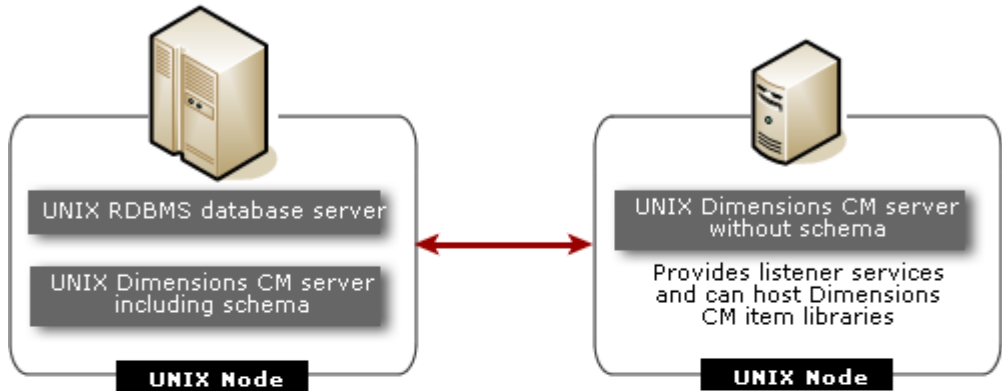 UNIX RDBMS database server
UNIX Dimensions CM server
including schema
UNIX Node
UNIX Dimensions CM server
without schema
Provides listener services
and can host Dimensions
CM item libraries
UNIX Node